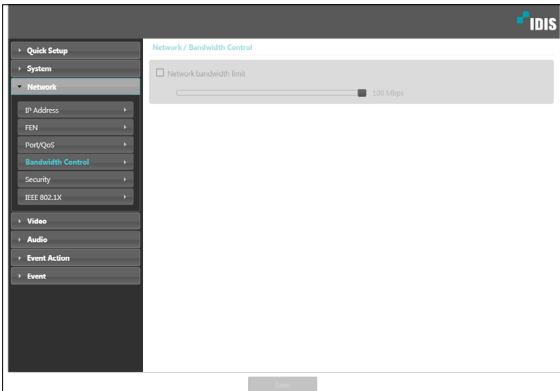 IDIS
Quick Setup
System
Network
IP Address
FEN
Port/QoS
Bandwidth Control
Security
IEEE 802.1X
Video
Audio
Event Action
Event
Network / Bandwidth Control
Network bandwidth limit
100 Mbps
Save